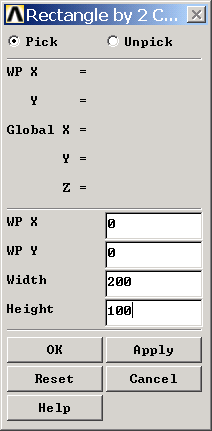 Rectangle by 2 C...
Pick Unpick
WP X =
Y =
Global X =
Y =
Z =
WP X 0
WP Y 0
Width 200
Height 100
OK Apply
Reset Cancel
Help